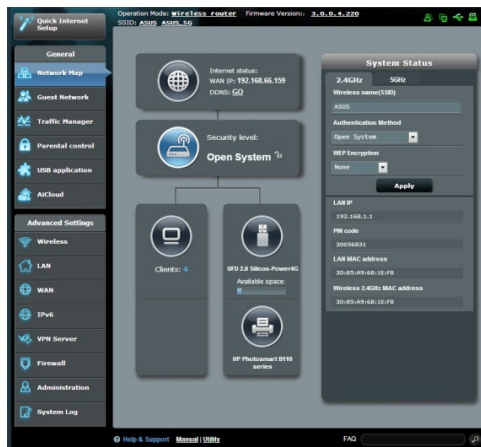 Quick Internet
Setup
Operation Mode: Wireless router Firmware Version: 3.0.0.4.220
SSID: ASUS ASUS_5G
General
Network Map
Guest Network
Traffic Manager
Parental control
USB application
AiCloud
Advanced Settings
Wireless
LAN
WAN
IPv6
VPN Server
Firewall
Administration
System Log
Internet status:
WAN IP: 192.168.66.159
DDNS: GO
Security level:
Open System
Clients: 4
UFD 2.0 Silicon-Power4G
Available space:
HP Photosmart B110
series
System Status
2.4GHz 5GHz
Wireless name(SSID)
ASUS
Authentication Method
Open System
WEP Encryption
None
Apply
LAN IP
192.168.1.1
PIN code
30056831
LAN MAC address
30:85:A9:68:1E:F8
Wireless 2.4GHz MAC address
30:85:A9:68:1E:F8
Help & Support Manual | Utility
FAQ